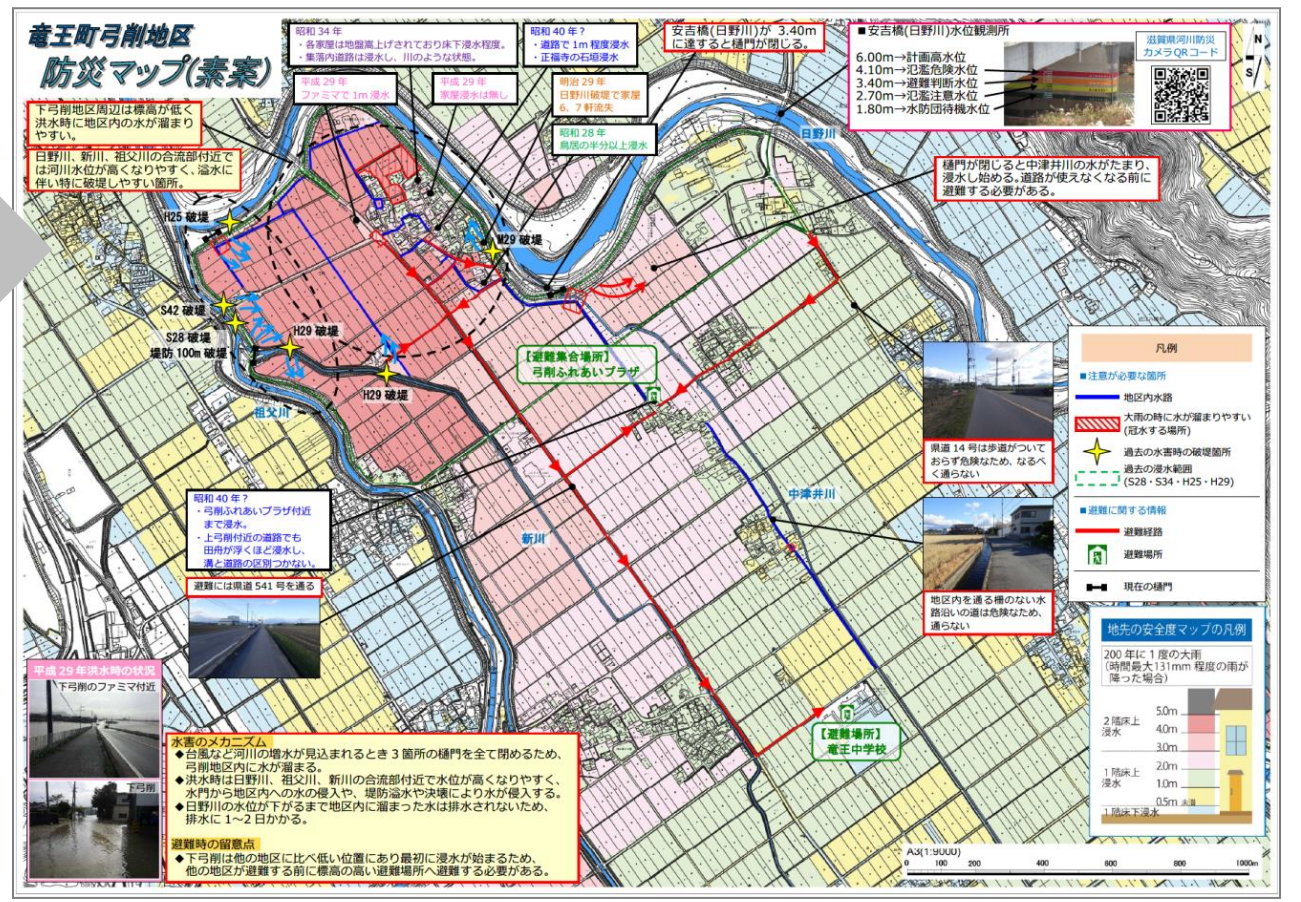 竜王町弓削地区
防災マップ(素案)
昭和 34 年
・各家屋は地盤嵩上げされており床下浸水程度。
・集落内道路は浸水し、川のような状態。
昭和 40 年？
・道路で 1m 程度浸水
・正福寺の石垣浸水
安吉橋(日野川)が 3.40m
に達すると樋門が閉じる。
■安吉橋(日野川)水位観測所
6.00m→計画高水位
4.10m→氾濫危険水位
3.40m→避難判断水位
2.70m→氾濫注意水位
1.80m→水防団待機水位
滋賀県河川防災
カメラQRコード
N
S
平成 29 年
ファミマで 1m 浸水
平成 29 年
家屋浸水は無し
明治 29 年
日野川破堤で家屋
6、7 軒流失
昭和 28 年
鳥居の半分以上浸水
下弓削地区周辺は標高が低く
洪水時に地区内の水が溜まり
やすい。
日野川、新川、祖父川の合流部付近で
は河川水位が高くなりやすく、溢水に
伴い特に破堤しやすい箇所。
日野川
樋門が閉じると中津井川の水がたまり、
浸水し始める。道路が使えなくなる前に
避難する必要がある。
H25 破堤
M29 破堤
S42 破堤
S28 破堤
堤防 100m 破堤
H29 破堤
H29 破堤
祖父川
【避難集合場所】
弓削ふれあいプラザ
県道 14 号は歩道がついて
おらず危険なため、なるべ
く通らない
中津井川
新川
地区内を通る柵のない水
路沿いの道は危険なため、
通らない
昭和 40 年？
・弓削ふれあいプラザ付近
まで浸水。
・上弓削付近の道路でも
田舟が浮くほど浸水し、
溝と道路の区別つかない。
避難には県道 541 号を通る
凡例
■注意が必要な箇所
地区内水路
大雨の時に水が溜まりやすい
(冠水する場所)
過去の水害時の破堤箇所
過去の浸水範囲
(S28・S34・H25・H29)
■避難に関する情報
避難経路
避難場所
現在の樋門
地先の安全度マップの凡例
200 年に 1 度の大雨
(時間最大131mm 程度の雨が
降った場合)
5.0m
2 階床上
浸水
4.0m
3.0m
2.0m
1 階床上
浸水
1.0m
0.5m
1 階床下浸水
平成 29 年洪水時の状況
下弓削のファミマ付近
下弓削
【避難場所】
竜王中学校
水害のメカニズム
◆台風など河川の増水が見込まれるとき 3 箇所の樋門を全て閉めるため、
弓削地区内に水が溜まる。
◆洪水時は日野川、祖父川、新川の合流部付近で水位が高くなりやすく、
水門から地区内への水の侵入や、堤防溢水や決壊により水が侵入する。
◆日野川の水位が下がるまで地区内に溜まった水は排水されないため、
排水に 1～2 日かかる。
避難時の留意点
◆下弓削は他の地区に比べ低い位置にあり最初に浸水が始まるため、
他の地区が避難する前に標高の高い避難場所へ避難する必要がある。
A3(1:9000)
0 100 200 400 600 800 1000m